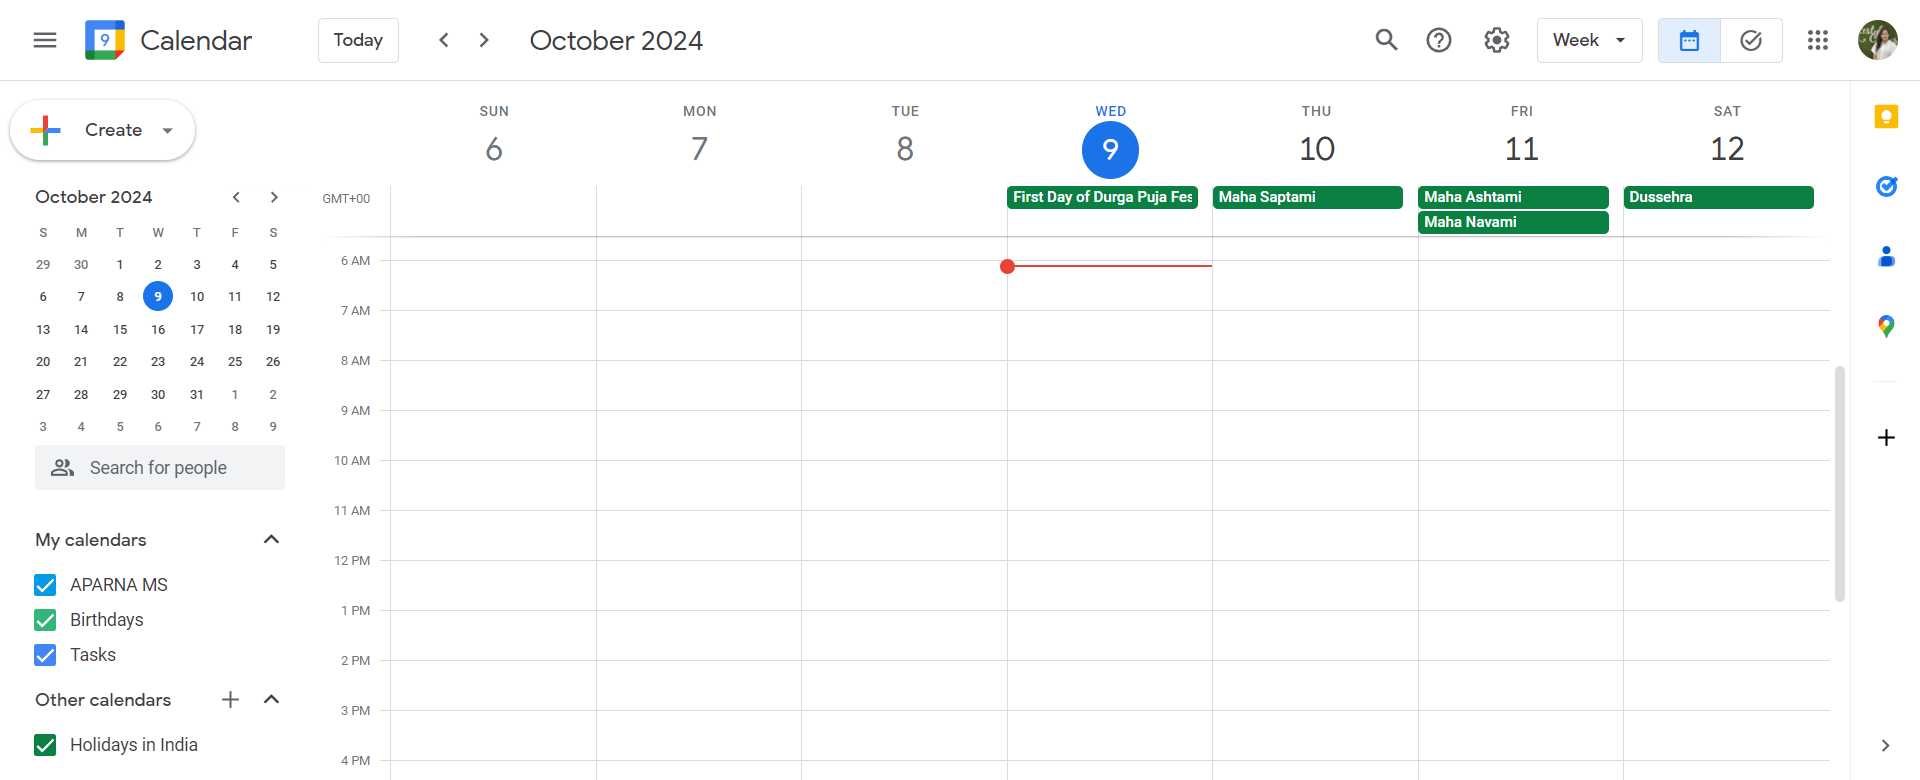 9 Calendar Today October 2024 Week
Create
SUN MON TUE WED THU FRI SAT
6 7 8 9 10 11 12
October 2024
S M T W T F S
29 30 1 2 3 4 5
6 7 8 9 10 11 12
13 14 15 16 17 18 19
20 21 22 23 24 25 26
27 28 29 30 31 1 2
3 4 5 6 7 8 9
Search for people
My calendars
APARNA MS
Birthdays
Tasks
Other calendars
Holidays in India
GMT+00 First Day of Durga Puja Fes Maha Saptami Maha Ashtami Dussehra
Maha Navami
6 AM
7 AM
8 AM
9 AM
10 AM
11 AM
12 PM
1 PM
2 PM
3 PM
4 PM